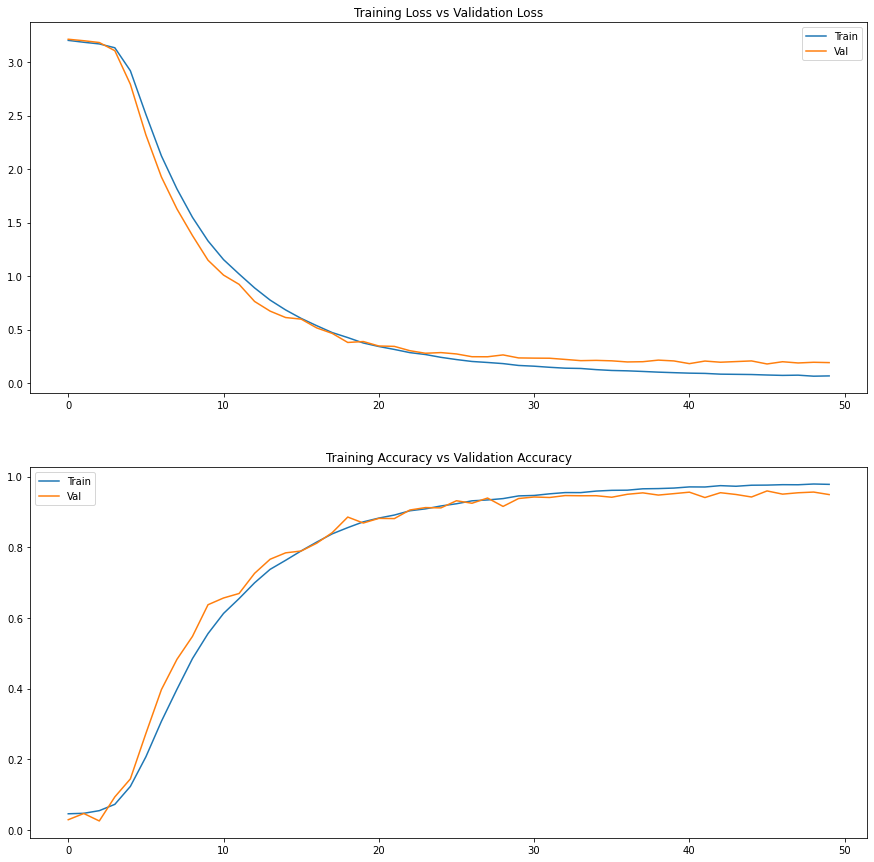 Training Loss vs Validation Loss
Train
Val
3.0
2.5
2.0
1.5
1.0
0.5
0.0
0 10 20 30 40 50
Training Accuracy vs Validation Accuracy
Train
Val
1.0
0.8
0.6
0.4
0.2
0.0
0 10 20 30 40 50